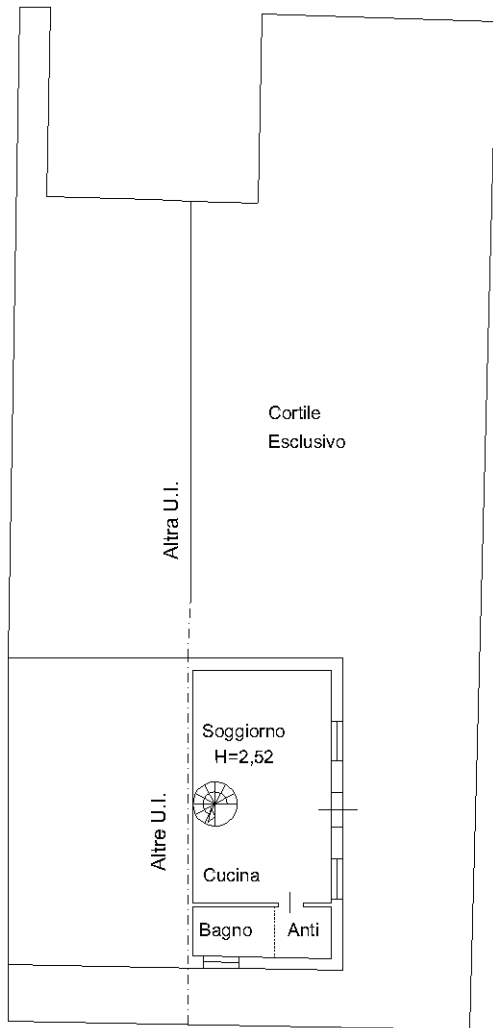 Cortile
Esclusivo
Altra U.I.
Soggiorno
H=2,52
Altre U.I.
Cucina
Bagno
Anti